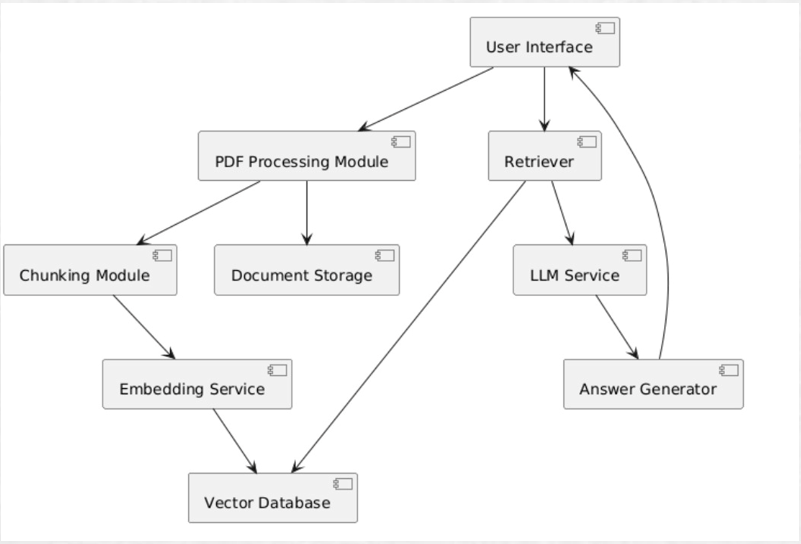 User Interface
PDF Processing Module
Retriever
Chunking Module
Document Storage
LLM Service
Embedding Service
Answer Generator
Vector Database